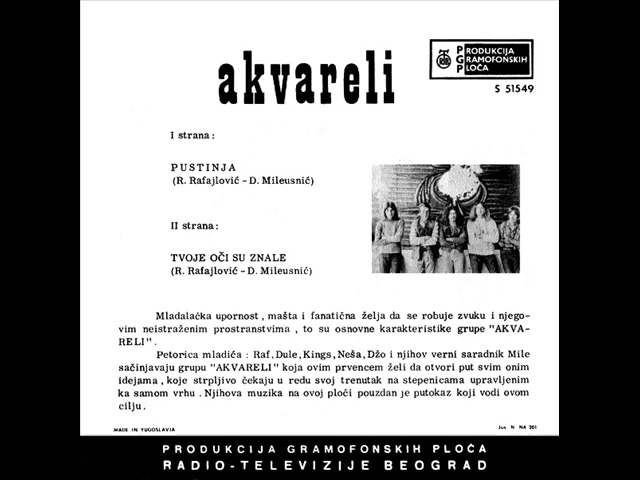 akvareli
PGP
PRODUKCIJA
GRAMOFONSKIH
PLOČA
S 51549
I strana :
PUSTINJA
(R. Rafajlović - D. Mileusnić)
II strana :
TVOJE OČI SU ZNALE
(R. Rafajlović - D. Mileusnić)
Mladalačka upornost , mašta i fanatična želja da se robuje zvuku i njego-
vim neistraženim prostranstvima , to su osnovne karakteristike grupe "AKVA-
RELI" .
Petorica mladića : Raf, Dule, Kings, Neša, Džo i njihov verni saradnik Mile
sačinjavaju grupu "AKVARELI" koja ovim prvencem želi da otvori put svim onim
idejama , koje strpljivo čekaju u redu svoj trenutak na stepenicama upravljenim
ka samom vrhu . Njihova muzika na ovoj ploči pouzdan je putokaz koji vodi ovom
cilju .
MADE IN YUGOSLAVIA
Jus. N N4 201
PRODUKCIJA GRAMOFONSKIH PLOČA
RADIO-TELEVIZIJE BEOGRAD